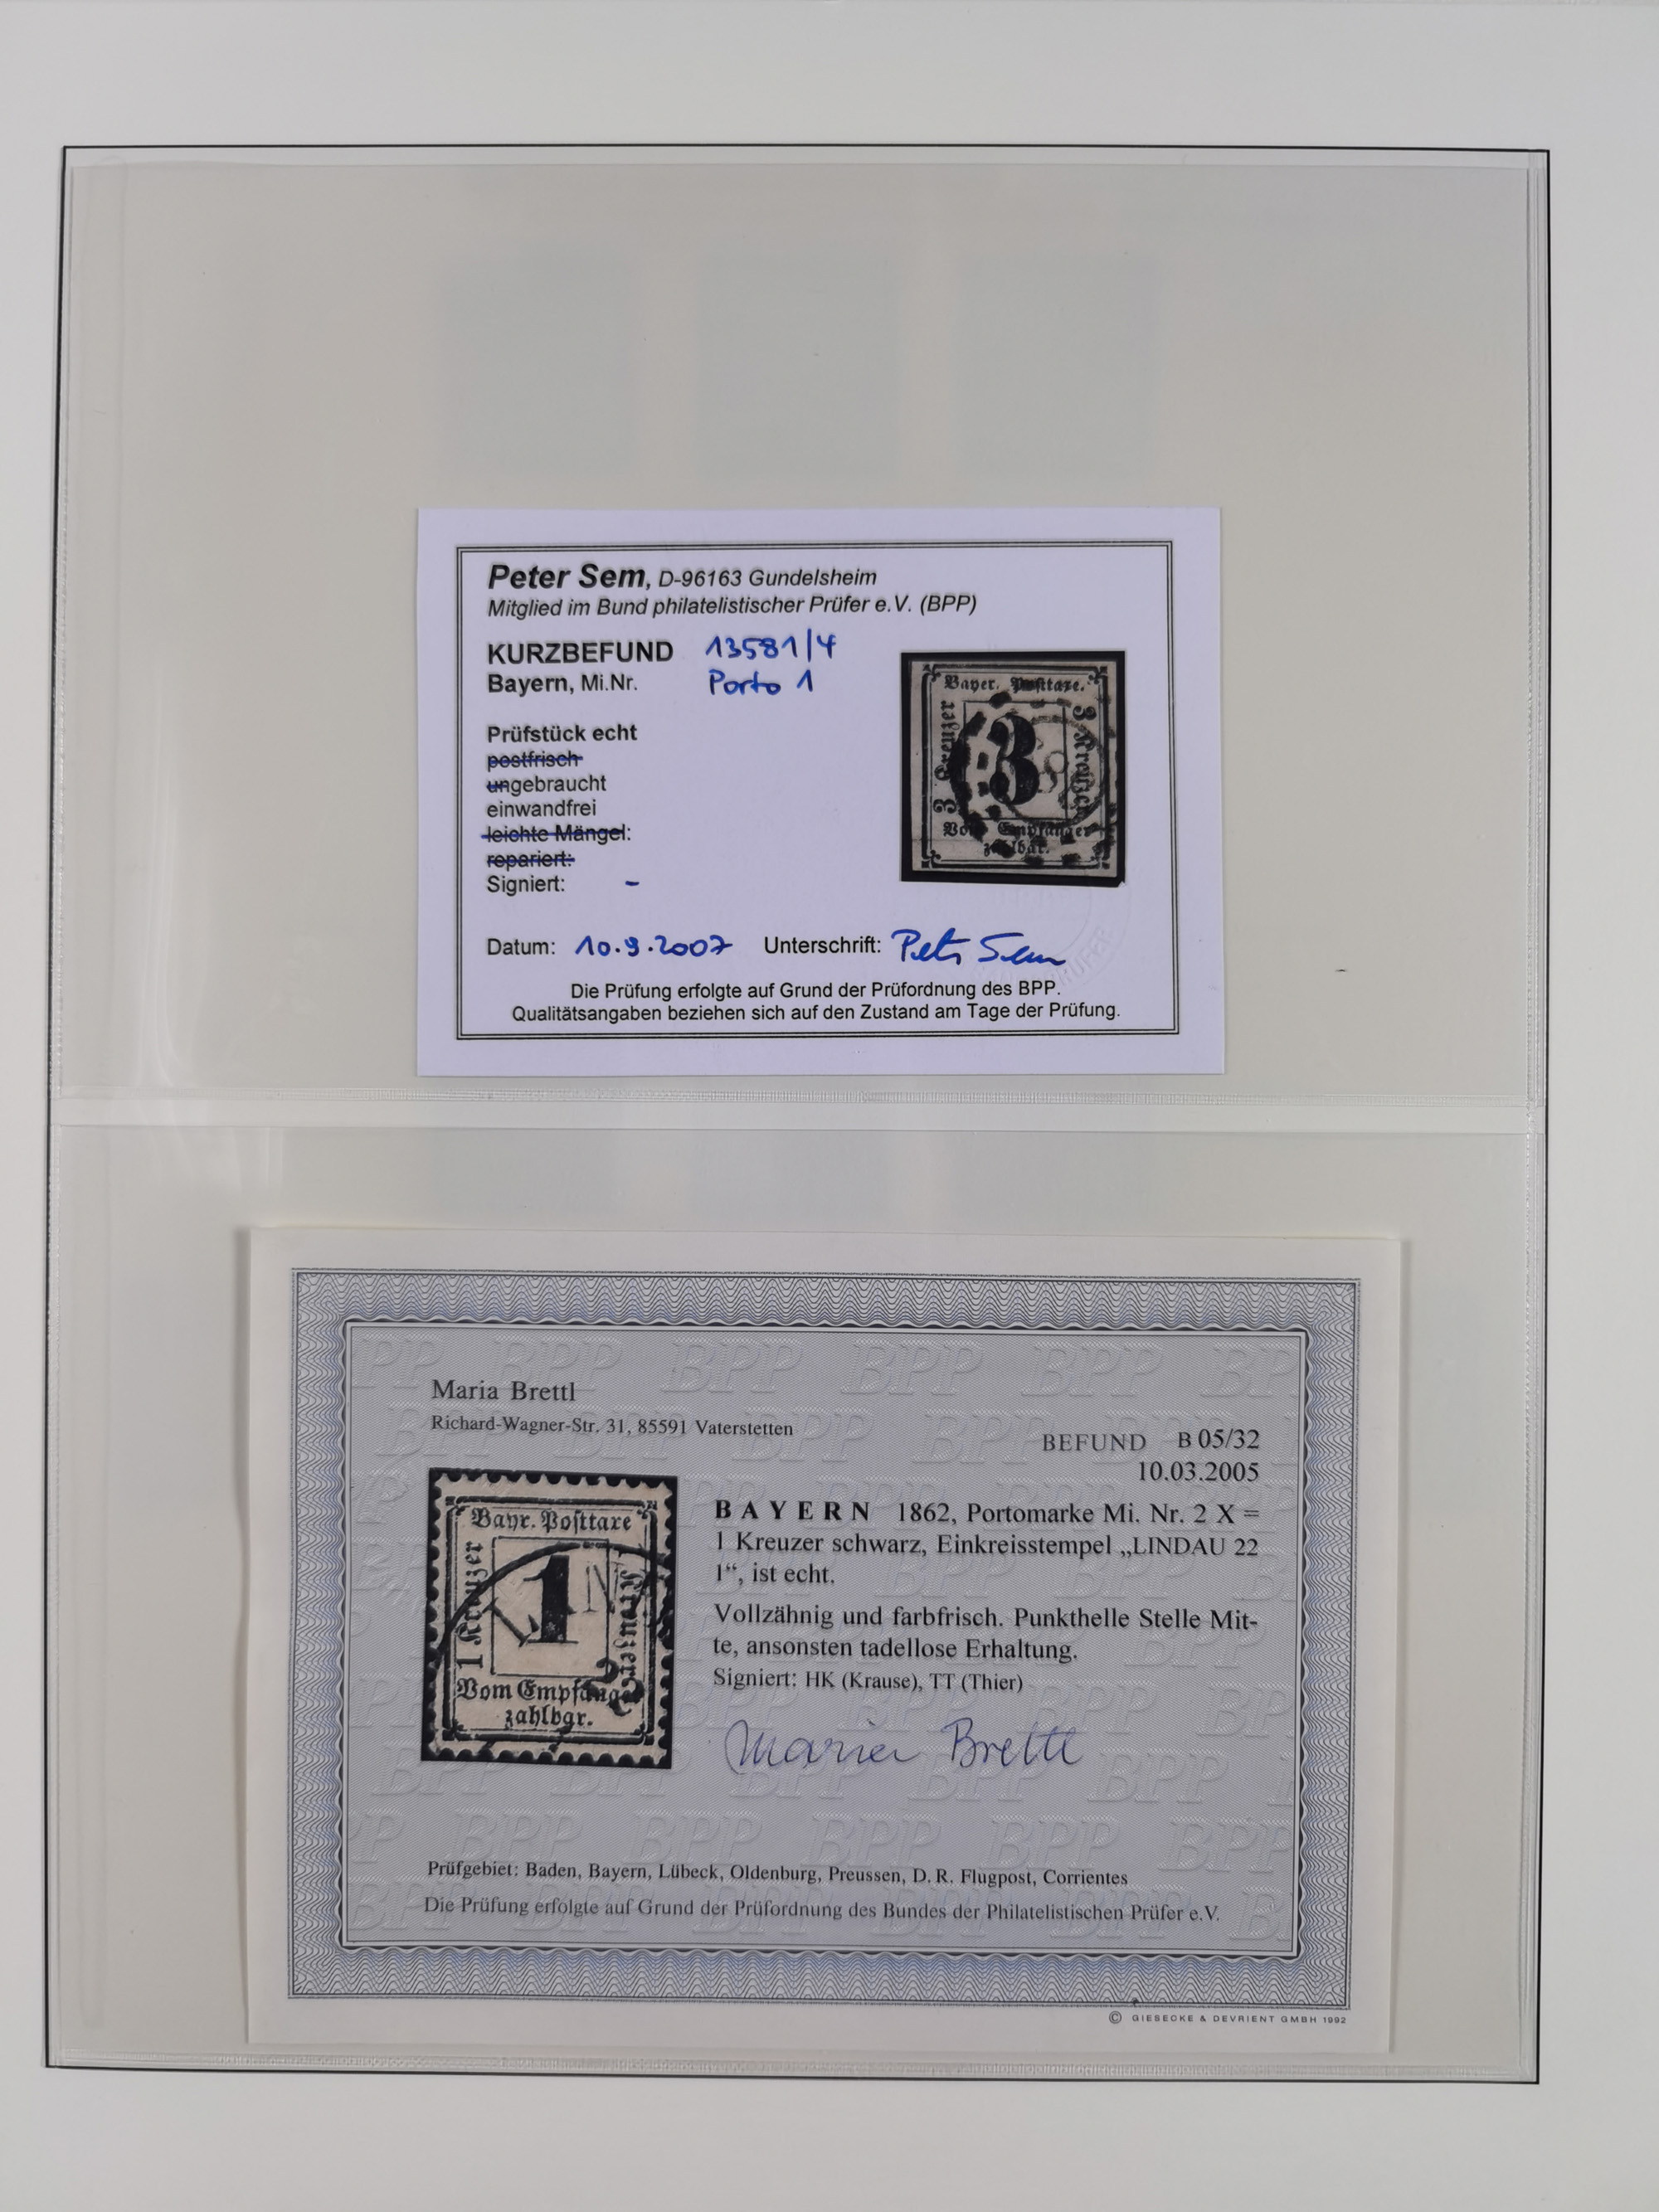 Peter Sem, D-96163 Gundelsheim
Mitglied im Bund philatelistischer Prüfer e.V. (BPP)
KURZBEFUND 13581/4
Bayern, Mi.Nr. Porto 1
Prüfstück echt
postfrisch
ungebraucht
einwandfrei
leichte Mängel:
repariert:
Signiert: -
Datum: 10.9.2007 Unterschrift: Peter Sem
Die Prüfung erfolgte auf Grund der Prüfordnung des BPP.
Qualitätsangaben beziehen sich auf den Zustand am Tage der Prüfung.
Bayer. Posttaxe.
3 Kreuzer
3
3 Kreuzer
Vom Empfänger
zahlbar.
Maria Brettl
Richard-Wagner-Str. 31, 85591 Vaterstetten
BEFUND B 05/32
10.03.2005
BAYERN 1862, Portomarke Mi. Nr. 2 X =
1 Kreuzer schwarz, Einkreisstempel „LINDAU 22
1“, ist echt.
Vollzähnig und farbfrisch. Punkthelle Stelle Mit-
te, ansonsten tadellose Erhaltung.
Signiert: HK (Krause), TT (Thier)
Maria Brettl
Bayr. Posttaxe
1 Kreuzer
1
Kreuzer
Vom Empfänger
zahlbar.
Prüfgebiet: Baden, Bayern, Lübeck, Oldenburg, Preussen, D. R. Flugpost, Corrientes
Die Prüfung erfolgte auf Grund der Prüfordnung des Bundes der Philatelistischen Prüfer e.V.
© GIESECKE & DEVRIENT GMBH 1992